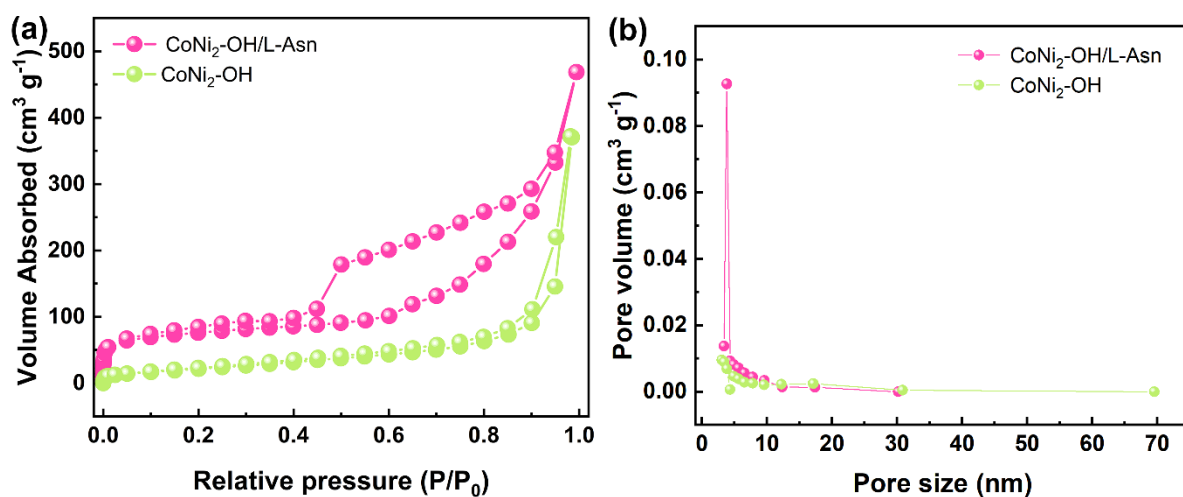 (a)
CoNi₂-OH/L-Asn
CoNi₂-OH
Volume Absorbed (cm³ g⁻¹)
500
400
300
200
100
0
0.0 0.2 0.4 0.6 0.8 1.0
Relative pressure (P/P₀)
(b)
CoNi₂-OH/L-Asn
CoNi₂-OH
Pore volume (cm³ g⁻¹)
0.10
0.08
0.06
0.04
0.02
0.00
0 10 20 30 40 50 60 70
Pore size (nm)